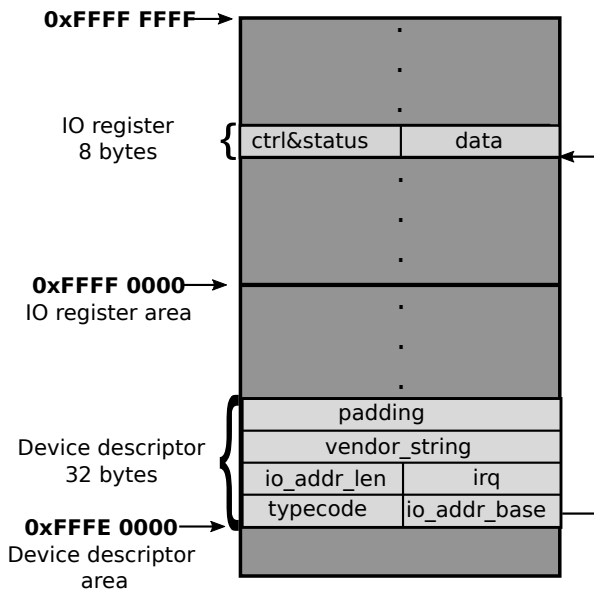 0xFFFF FFFF
IO register
8 bytes
ctrl&status
data
0xFFFF 0000
IO register area
padding
Device descriptor
32 bytes
vendor_string
io_addr_len
irq
typecode
io_addr_base
0xFFFE 0000
Device descriptor
area